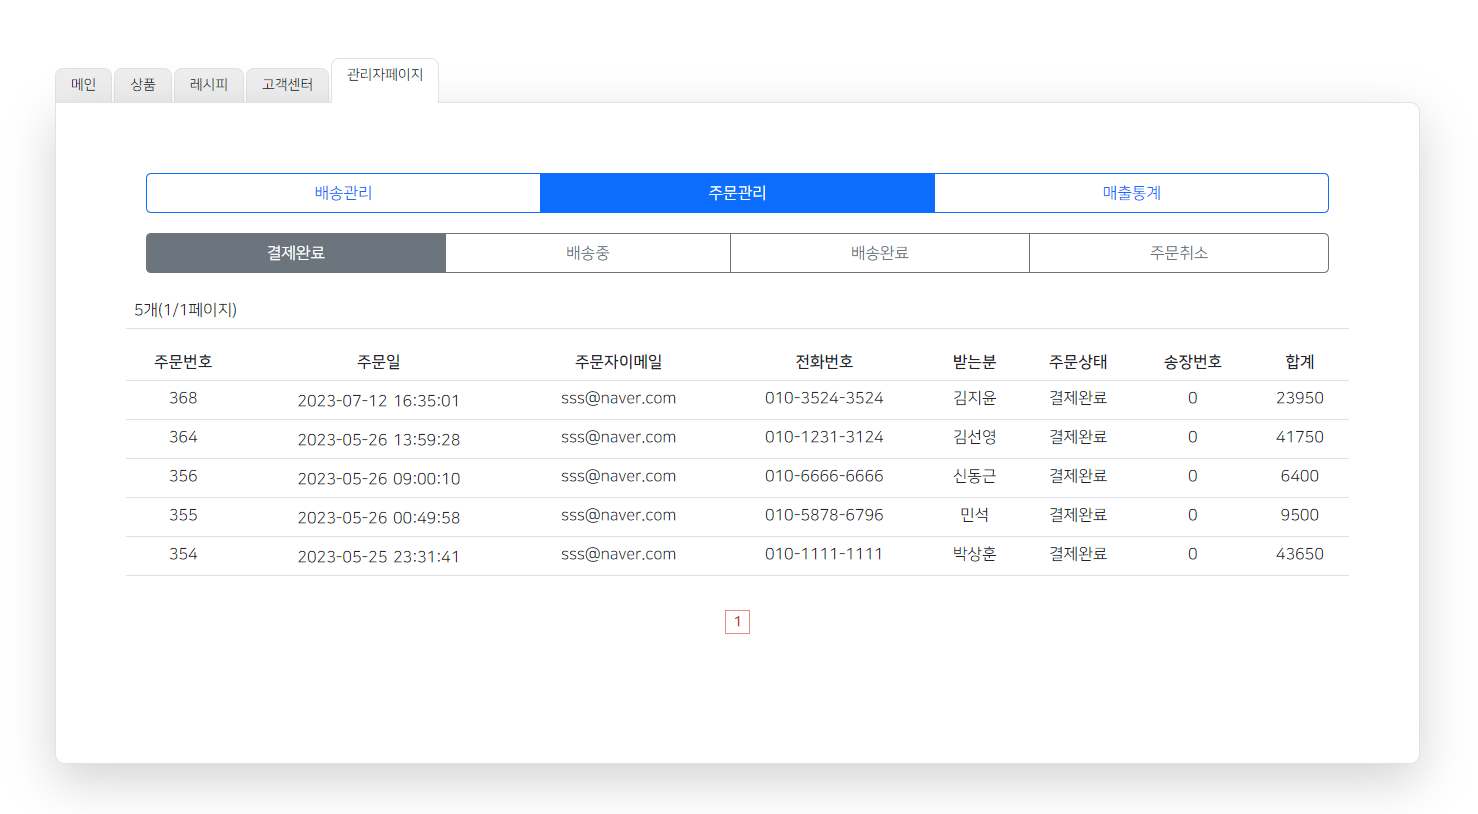 메인 상품 레시피 고객센터 관리자페이지
배송관리 주문관리 매출통계
결제완료 배송중 배송완료 주문취소
5개(1/1페이지)
주문번호 주문일 주문자이메일 전화번호 받는분 주문상태 송장번호 합계
368 2023-07-12 16:35:01 sss@naver.com 010-3524-3524 김지윤 결제완료 0 23950
364 2023-05-26 13:59:28 sss@naver.com 010-1231-3124 김선영 결제완료 0 41750
356 2023-05-26 09:00:10 sss@naver.com 010-6666-6666 신동근 결제완료 0 6400
355 2023-05-26 00:49:58 sss@naver.com 010-5878-6796 민석 결제완료 0 9500
354 2023-05-25 23:31:41 sss@naver.com 010-1111-1111 박상훈 결제완료 0 43650
1